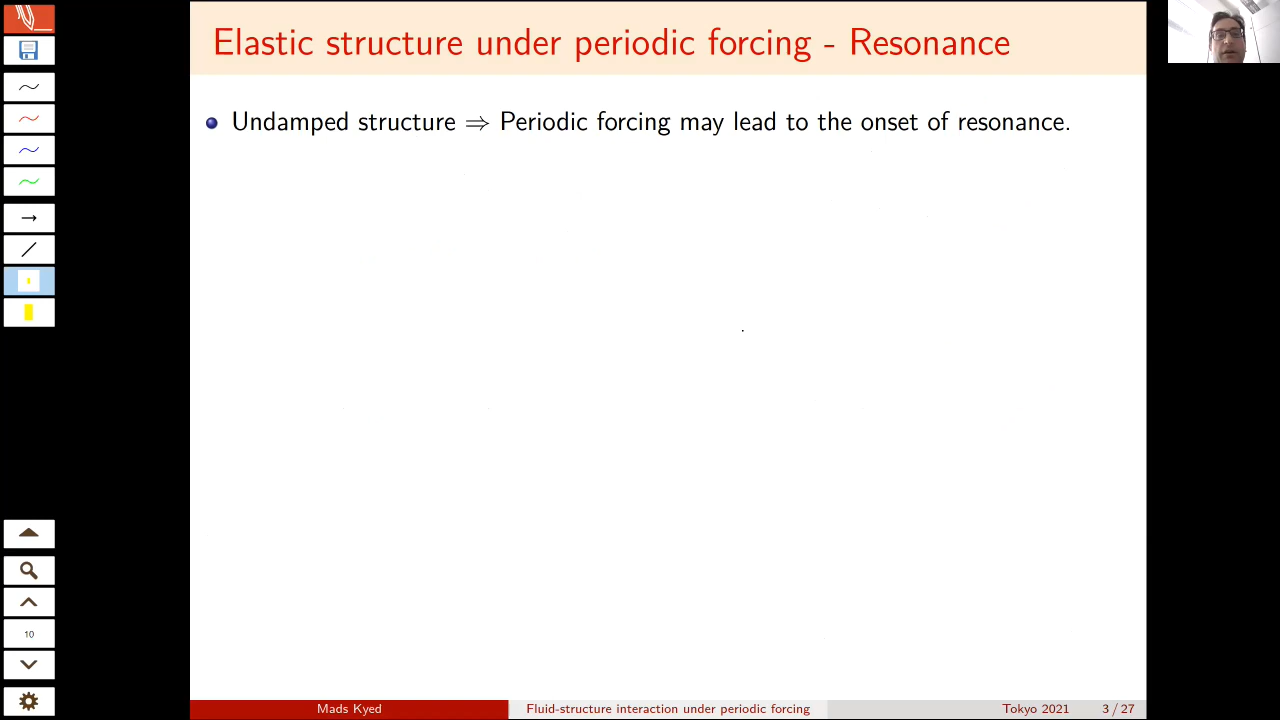 Elastic structure under periodic forcing - Resonance
Undamped structure ⇒ Periodic forcing may lead to the onset of resonance.
10
Mads Kyed
Fluid-structure interaction under periodic forcing
Tokyo 2021
3 / 27